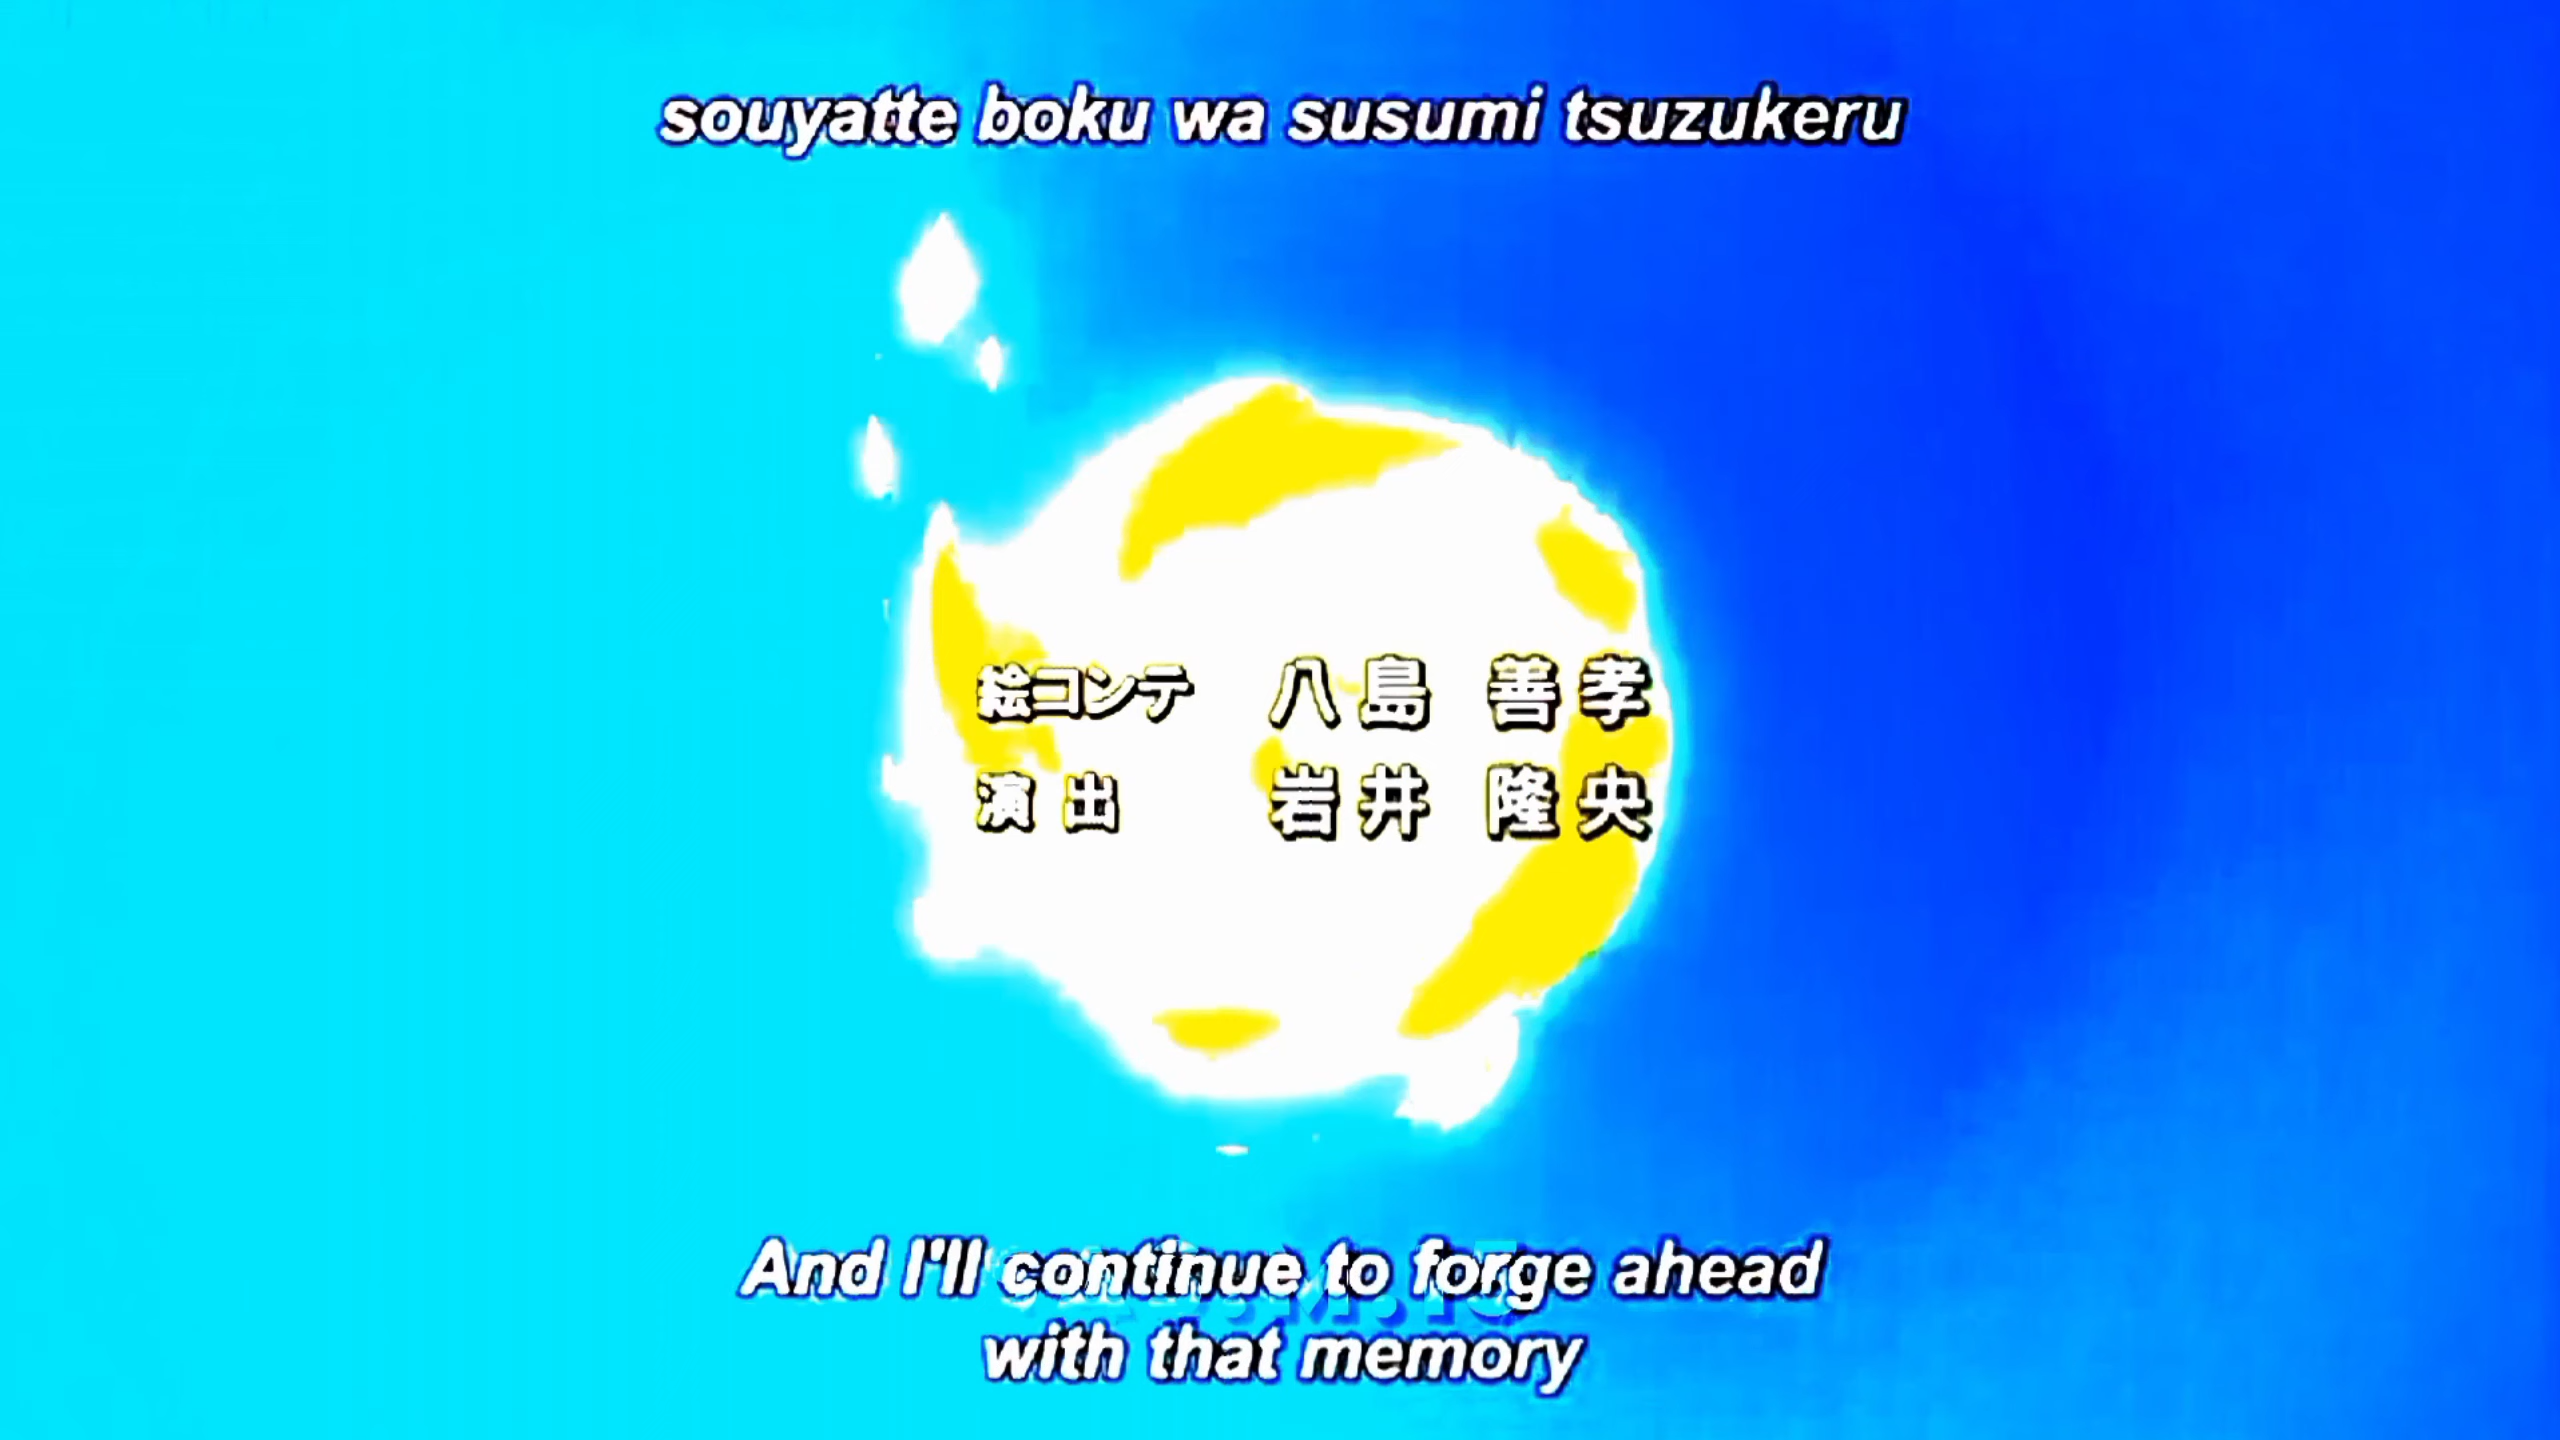 souyatte boku wa susumi tsuzukeru
絵コンテ 八島 善孝
演出 岩井 隆央
And I'll continue to forge ahead
with that memory